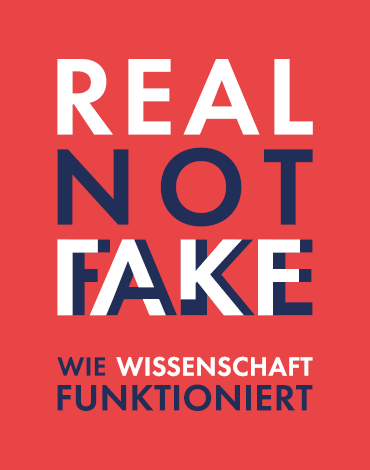 REAL
NOT
FAKE
WIE WISSENSCHAFT
FUNKTIONIERT